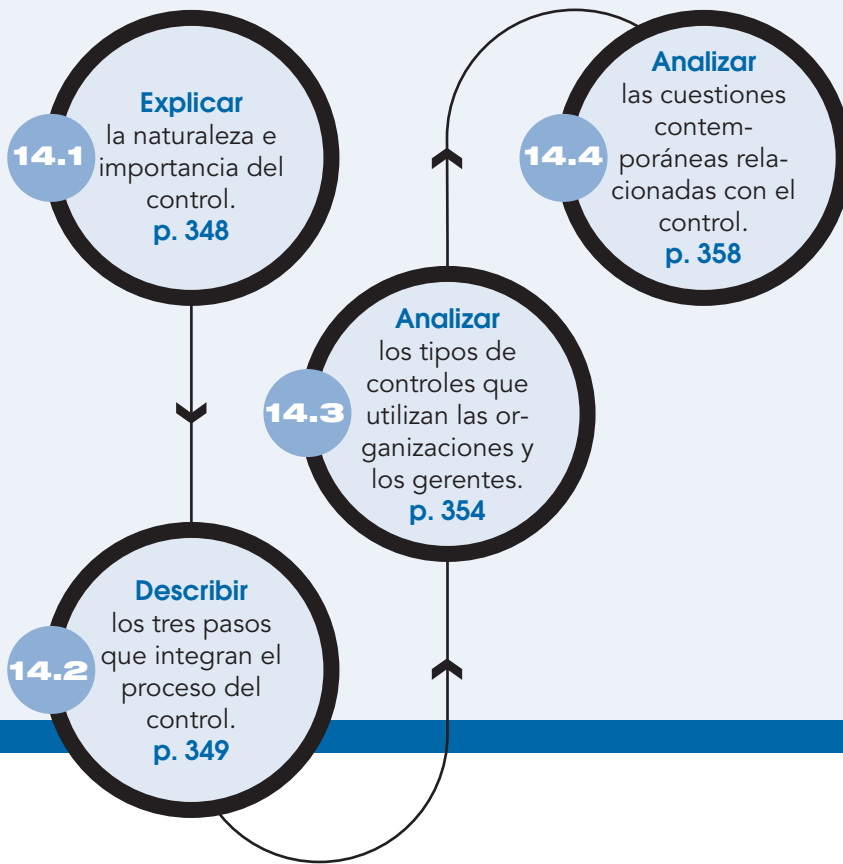 14.1
Explicar
la naturaleza e
importancia del
control.
p. 348
14.2
Describir
los tres pasos
que integran el
proceso del
control.
p. 349
14.3
Analizar
los tipos de
controles que
utilizan las or-
ganizaciones y
los gerentes.
p. 354
14.4
Analizar
las cuestiones
contem-
poráneas rela-
cionadas con el
control.
p. 358